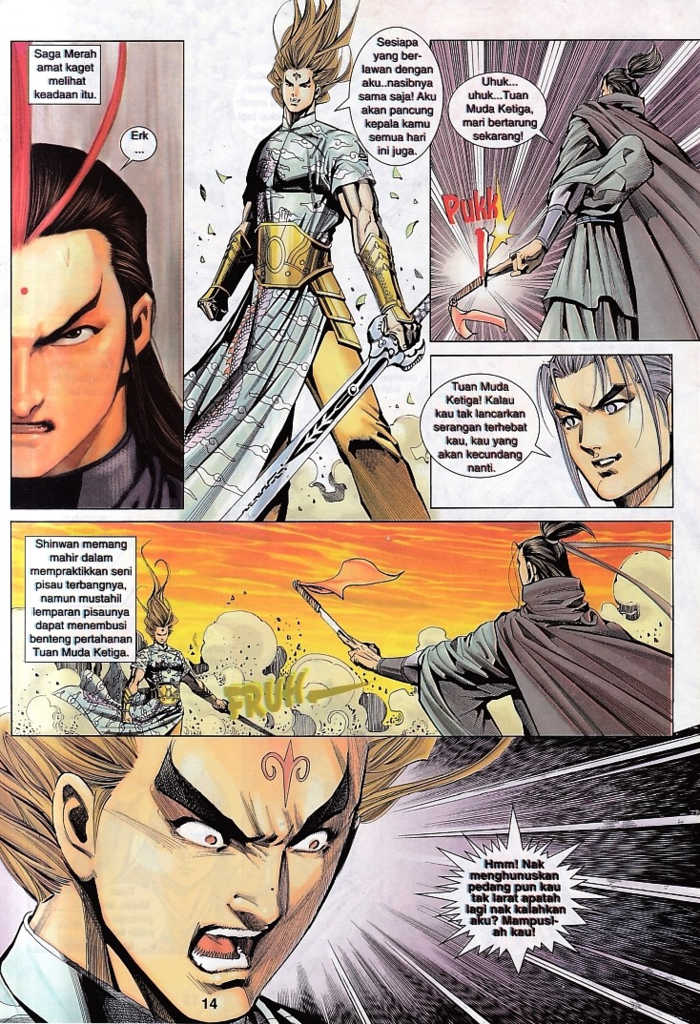 Saga Merah
amat kaget
melihat
keadaan itu.
Erk
...
Sesiapa
yang ber-
lawan dengan
aku..nasibnya
sama saja! Aku
akan pancung
kepala kamu
semua hari
ini juga.
Uhuk...
uhuk...Tuan
Muda Ketiga,
mari bertarung
sekarang!
Pukk
Tuan Muda
Ketiga! Kalau
kau tak lancarkan
serangan terhebat
kau, kau yang
akan kecundang
nanti.
Shinwan memang
mahir dalam
mempraktikkan seni
pisau terbangnya,
namun mustahil
lemparan pisaunya
dapat menembusi
benteng pertahanan
Tuan Muda Ketiga.
FRUH
Hmm! Nak
menghunuskan
pedang pun kau
tak larat apatah
lagi nak kalahkan
aku? Mampusl-
ah kau!
14